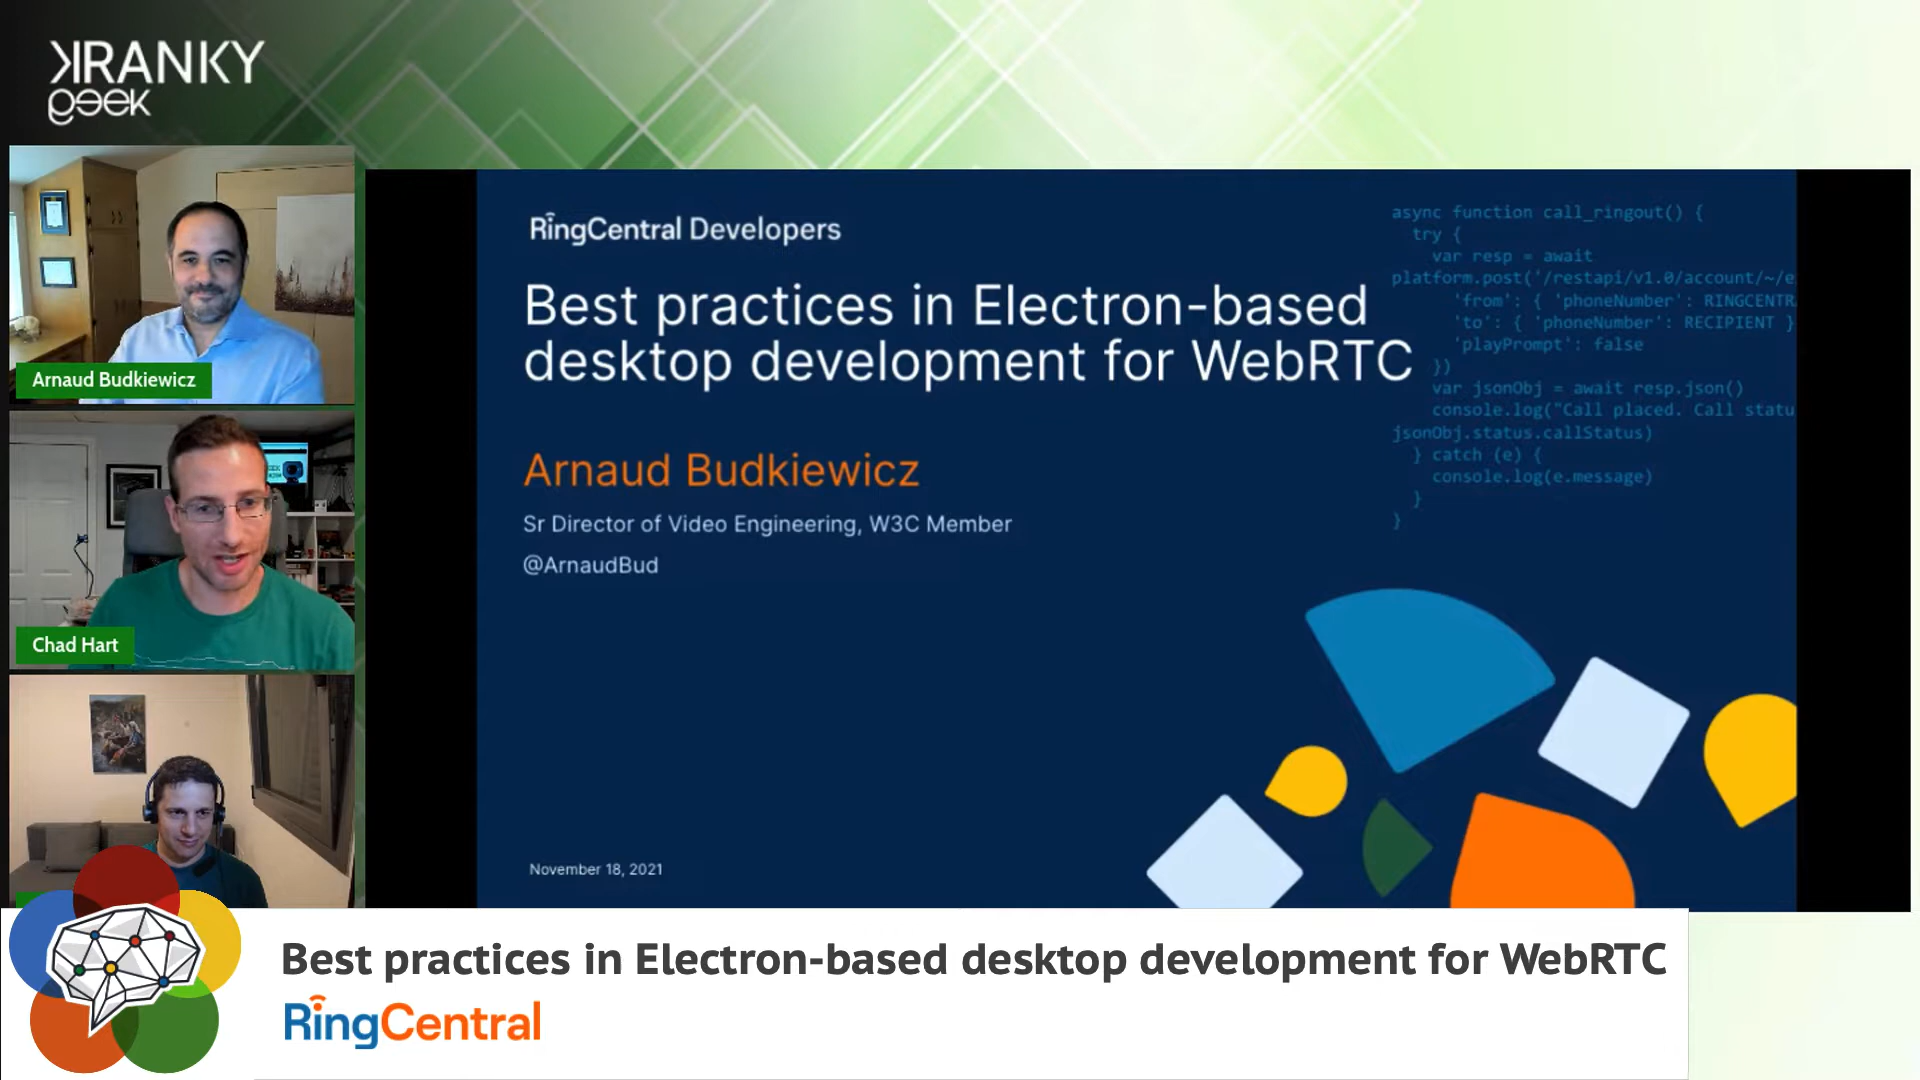 KRANKY
geek
Arnaud Budkiewicz
Chad Hart
RingCentral Developers
Best practices in Electron-based
desktop development for WebRTC
Arnaud Budkiewicz
Sr Director of Video Engineering, W3C Member
@ArnaudBud
November 18, 2021
async function call_ringout() {
try {
var resp = await
platform.post('/restapi/v1.0/account/~/e
'from': { 'phoneNumber': RINGCENTR
'to': { 'phoneNumber': RECIPIENT }
'playPrompt': false
})
var jsonObj = await resp.json()
console.log("Call placed. Call statu
jsonObj.status.callStatus)
} catch (e) {
console.log(e.message)
}
}
Best practices in Electron-based desktop development for WebRTC
RingCentral